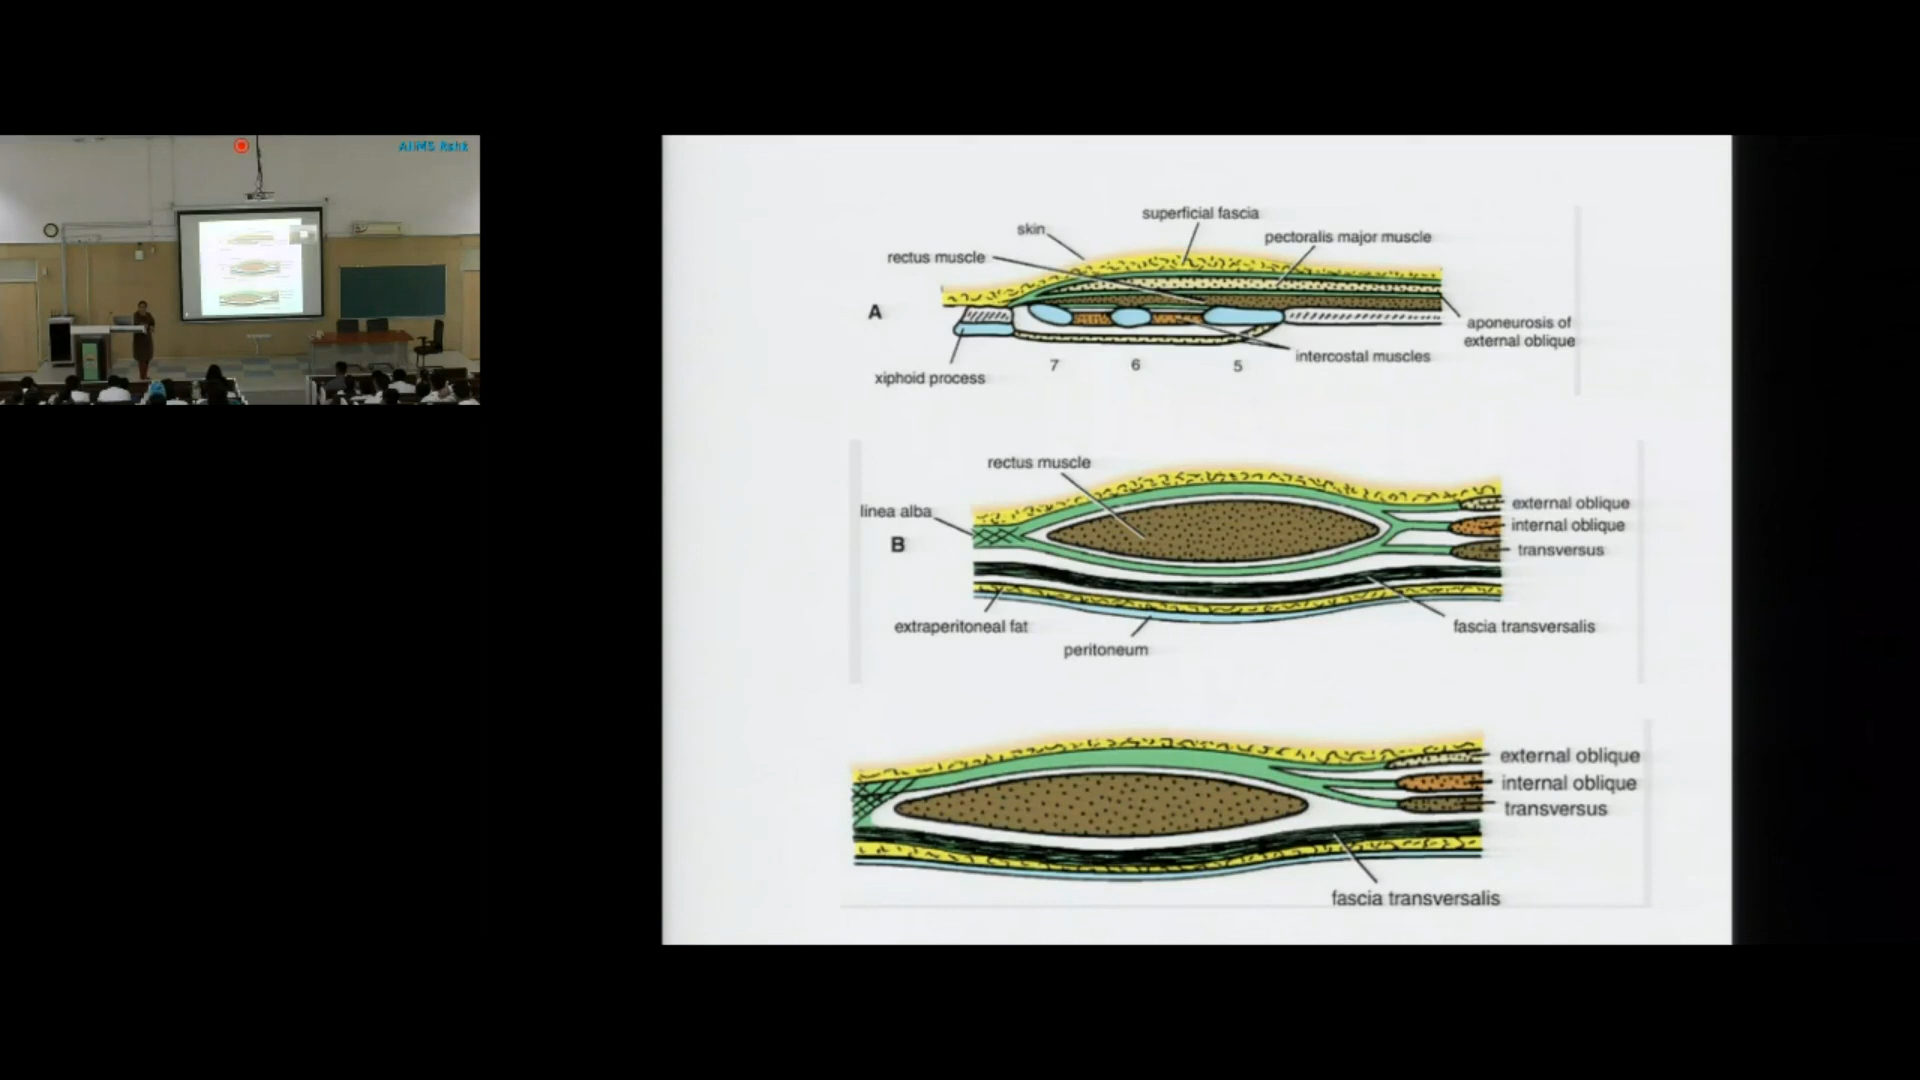 AIIMS Rshk
superficial fascia
skin
pectoralis major muscle
rectus muscle
A
aponeurosis of
external oblique
intercostal muscles
7 6 5
xiphoid process
rectus muscle
linea alba
external oblique
internal oblique
B
transversus
extraperitoneal fat
fascia transversalis
peritoneum
external oblique
internal oblique
transversus
fascia transversalis